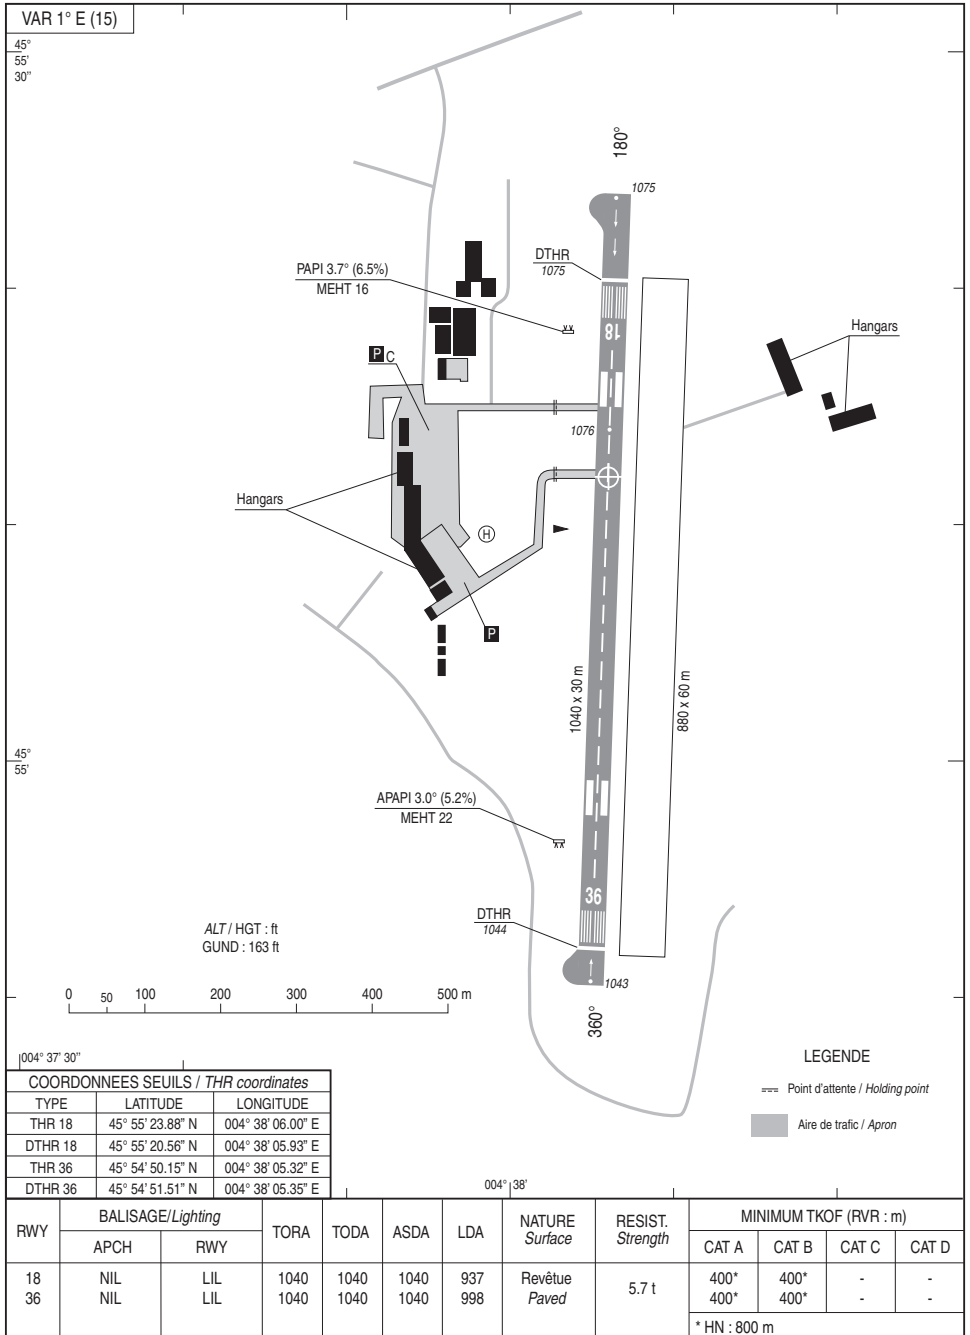 VAR 1° E (15)
45°
55'
30"
180°
1075
DTHR
1075
PAPI 3.7° (6.5%)
MEHT 16
18
Hangars
P C
1076
Hangars
H
P
1040 x 30 m
880 x 60 m
45°
55'
APAPI 3.0° (5.2%)
MEHT 22
36
DTHR
1044
ALT / HGT : ft
GUND : 163 ft
1043
0 50 100 200 300 400 500 m
360°
004° 37' 30"
LEGENDE
Point d'attente / Holding point
Aire de trafic / Apron
COORDONNEES SEUILS / THR coordinates
TYPE LATITUDE LONGITUDE
THR 18 45° 55' 23.88" N 004° 38' 06.00" E
DTHR 18 45° 55' 20.56" N 004° 38' 05.93" E
THR 36 45° 54' 50.15" N 004° 38' 05.32" E
DTHR 36 45° 54' 51.51" N 004° 38' 05.35" E
004° 38'
RWY BALISAGE/Lighting TORA TODA ASDA LDA NATURE RESIST. MINIMUM TKOF (RVR : m)
Surface Strength
APCH RWY CAT A CAT B CAT C CAT D
18 NIL LIL 1040 1040 1040 937 Revêtue 5.7 t 400* 400* - -
36 NIL LIL 1040 1040 1040 998 Paved 400* 400* - -
* HN : 800 m